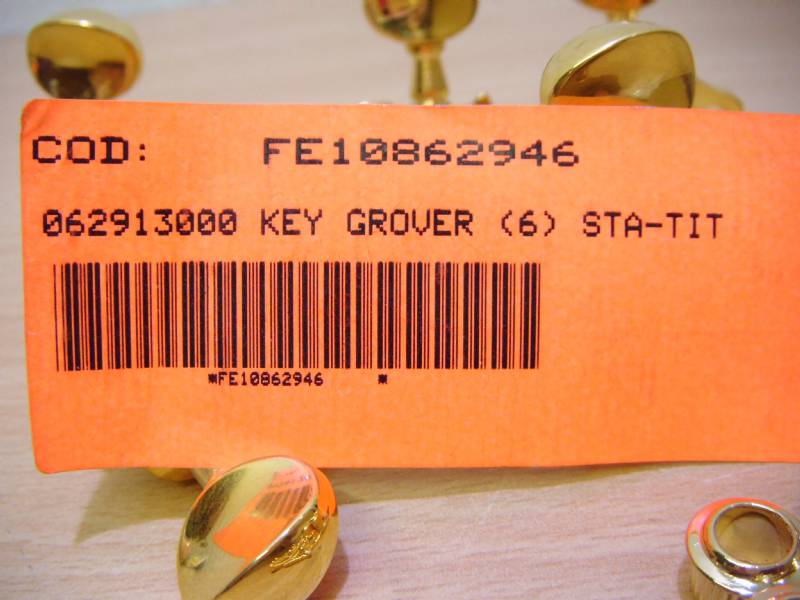 COD: FE10862946
062913000 KEY GROVER (6) STA-TIT
*FE10862946 *